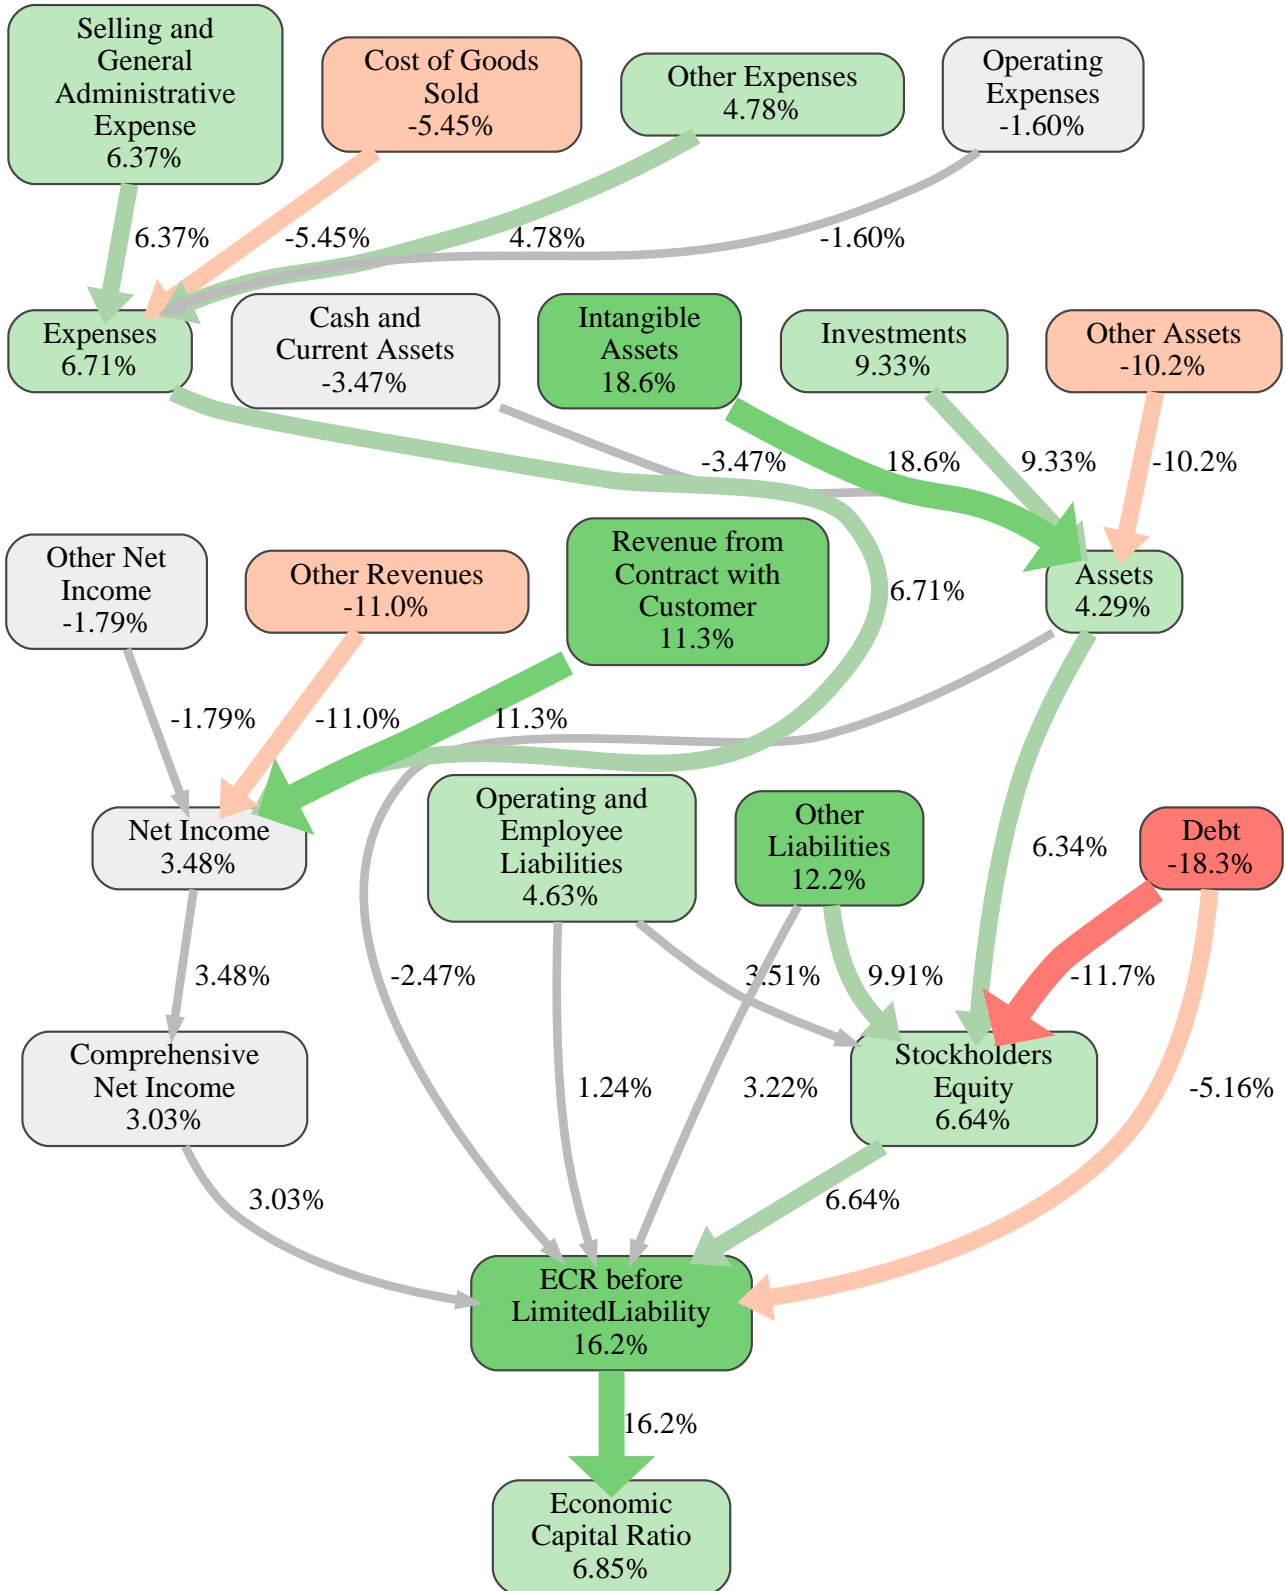 Selling and
General
Administrative
Expense
6.37%
Cost of Goods
Sold
-5.45%
Other Expenses
4.78%
Operating
Expenses
-1.60%
6.37%
-5.45%
4.78%
-1.60%
Expenses
6.71%
Cash and
Current Assets
-3.47%
Intangible
Assets
18.6%
Investments
9.33%
Other Assets
-10.2%
-3.47%
18.6%
9.33%
-10.2%
Other Net
Income
-1.79%
Other Revenues
-11.0%
Revenue from
Contract with
Customer
11.3%
6.71%
Assets
4.29%
-1.79%
-11.0%
11.3%
Net Income
3.48%
Operating and
Employee
Liabilities
4.63%
Other
Liabilities
12.2%
6.34%
Debt
-18.3%
3.48%
-2.47%
3.51%
9.91%
-11.7%
Comprehensive
Net Income
3.03%
1.24%
3.22%
Stockholders
Equity
6.64%
-5.16%
3.03%
6.64%
ECR before
LimitedLiability
16.2%
16.2%
Economic
Capital Ratio
6.85%